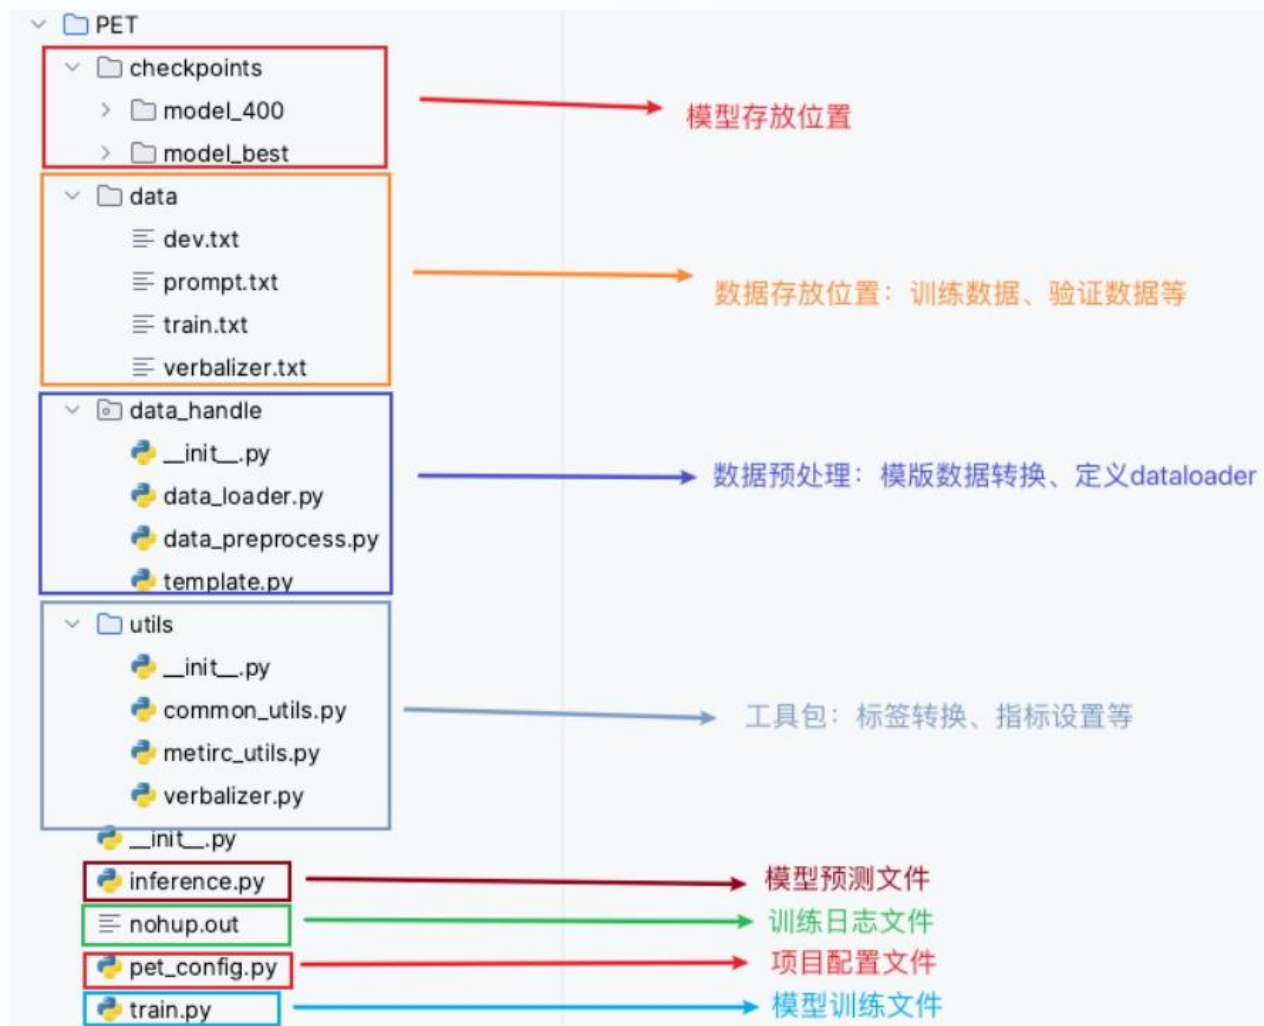 PET
checkpoints
model_400
模型存放位置
model_best
data
dev.txt
prompt.txt
数据存放位置：训练数据、验证数据等
train.txt
verbalizer.txt
data_handle
__init__.py
数据预处理：模版数据转换、定义dataloader
data_loader.py
data_preprocess.py
template.py
utils
__init__.py
common_utils.py
工具包：标签转换、指标设置等
metirc_utils.py
verbalizer.py
__init__.py
inference.py 模型预测文件
nohup.out 训练日志文件
pet_config.py 项目配置文件
train.py 模型训练文件